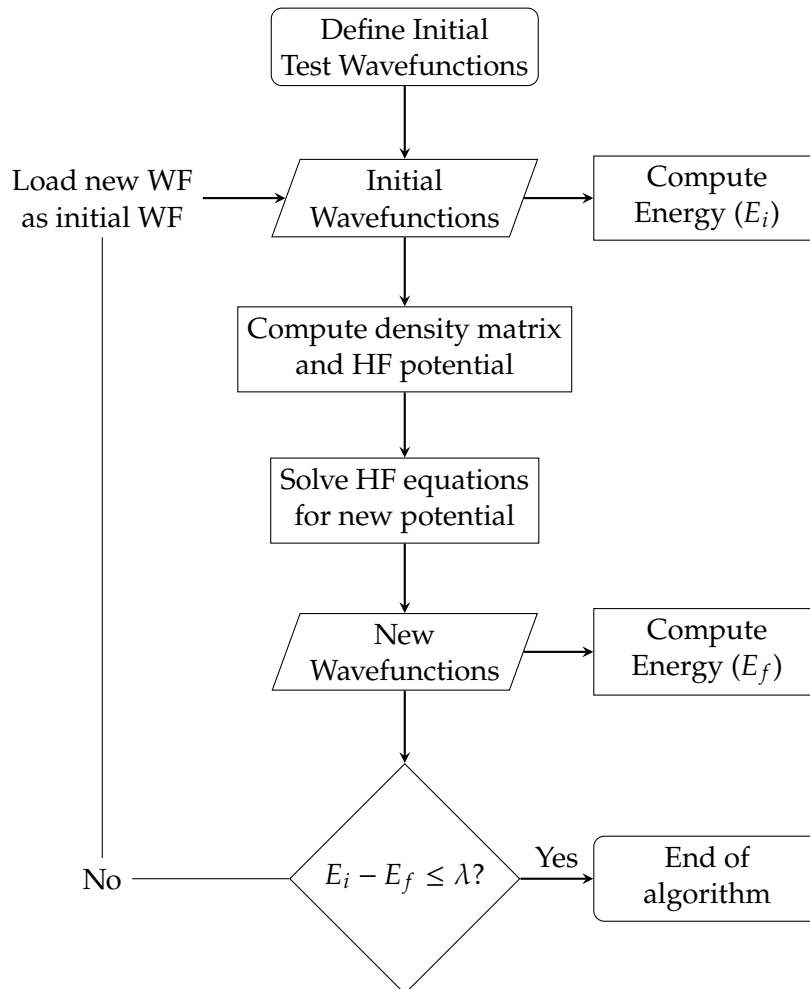 Define Initial
Test Wavefunctions
Load new WF
as initial WF
Initial
Wavefunctions
Compute
Energy (E_i)
Compute density matrix
and HF potential
Solve HF equations
for new potential
New
Wavefunctions
Compute
Energy (E_f)
No
E_i − E_f ≤ λ?
Yes
End of
algorithm